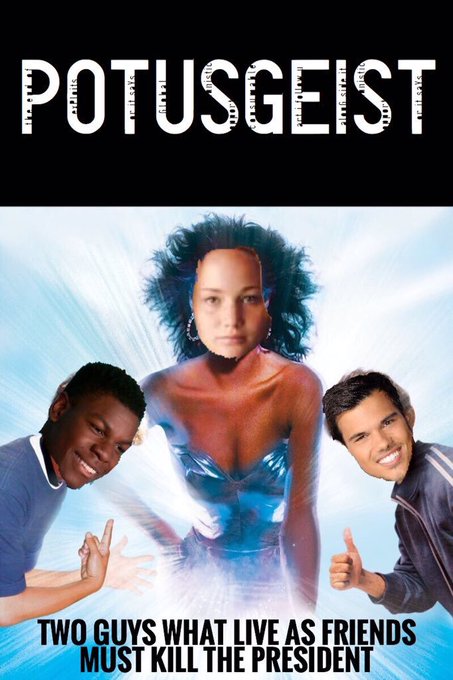 POTUSGEIST
TWO GUYS WHAT LIVE AS FRIENDS
MUST KILL THE PRESIDENT